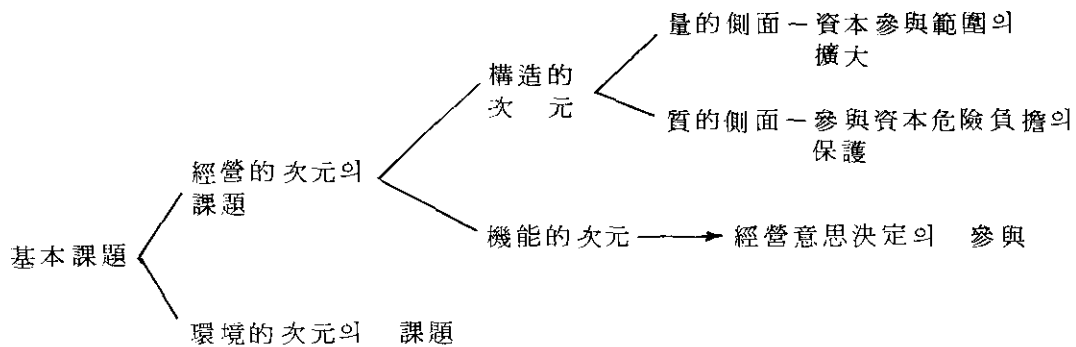 量的側面－資本參與範圍의
擴大
構造的
次 元
質的側面－參與資本危險負擔의
保護
經營的次元의
課題
機能的次元 → 經營意思決定의 參與
基本課題
環境的次元의 課題